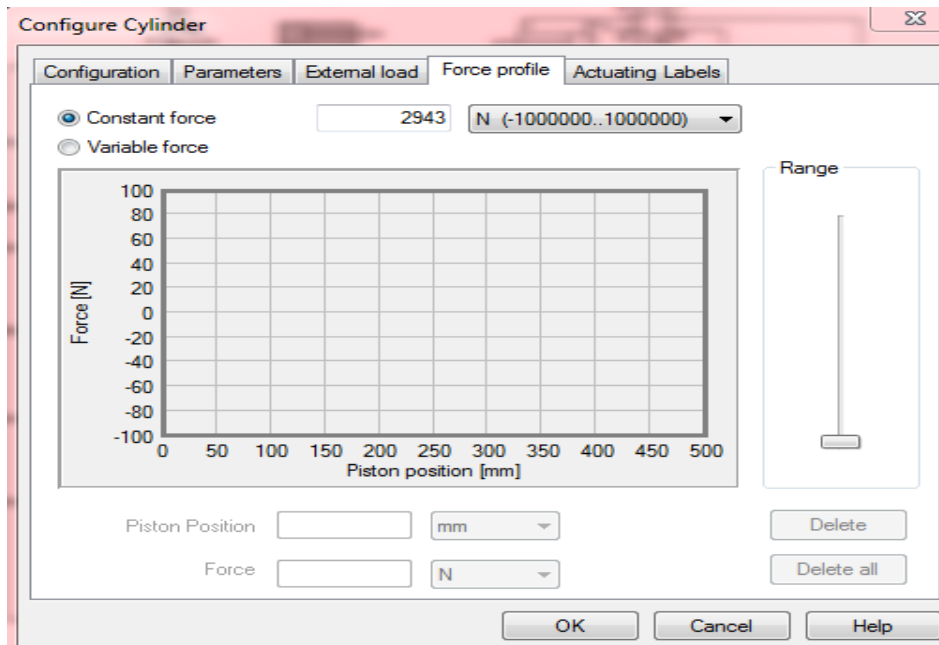 Configure Cylinder
Configuration Parameters External load Force profile Actuating Labels
Constant force 2943 N (-1000000..1000000)
Variable force
Range
100
80
60
40
20
0
-20
-40
-60
-80
-100
Force [N]
0 50 100 150 200 250 300 350 400 450 500
Piston position [mm]
Piston Position mm Delete
Force N Delete all
OK Cancel Help